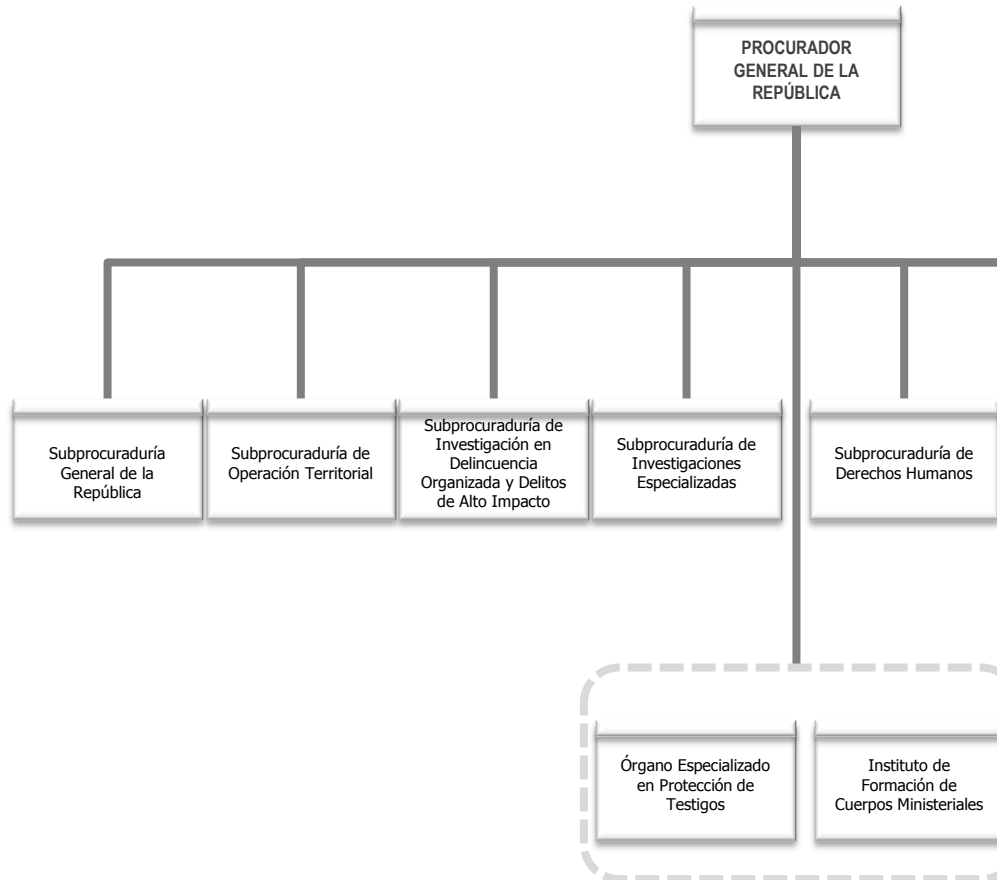 PROCURADOR
GENERAL DE LA
REPÚBLICA
Subprocuraduría
General de la
República
Subprocuraduría de
Operación Territorial
Subprocuraduría de
Investigación en
Delincuencia
Organizada y Delitos
de Alto Impacto
Subprocuraduría de
Investigaciones
Especializadas
Subprocuraduría de
Derechos Humanos
Órgano Especializado
en Protección de
Testigos
Instituto de
Formación de
Cuerpos Ministeriales